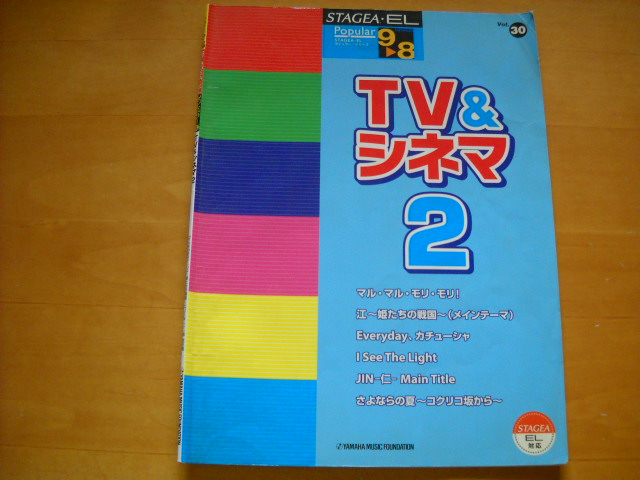 STAGEA・EL
Popular
9▶8
Vol. 30
TV&
シネマ
2
マル・マル・モリ・モリ!
江〜姫たちの戦国〜(メインテーマ)
Everyday、カチューシャ
I See The Light
JIN-仁- Main Title
さよならの夏〜コクリコ坂から〜
STAGEA
EL
対応
YAMAHA MUSIC FOUNDATION